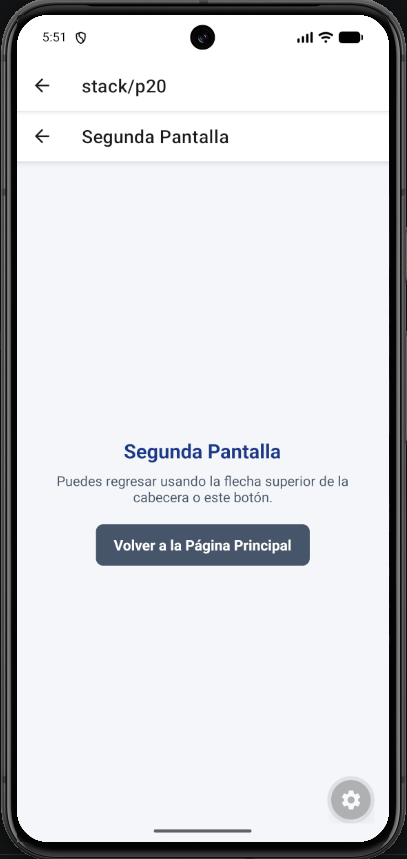 5:51
stack/p20
Segunda Pantalla
Segunda Pantalla
Puedes regresar usando la flecha superior de la
cabecera o este botón.
Volver a la Página Principal